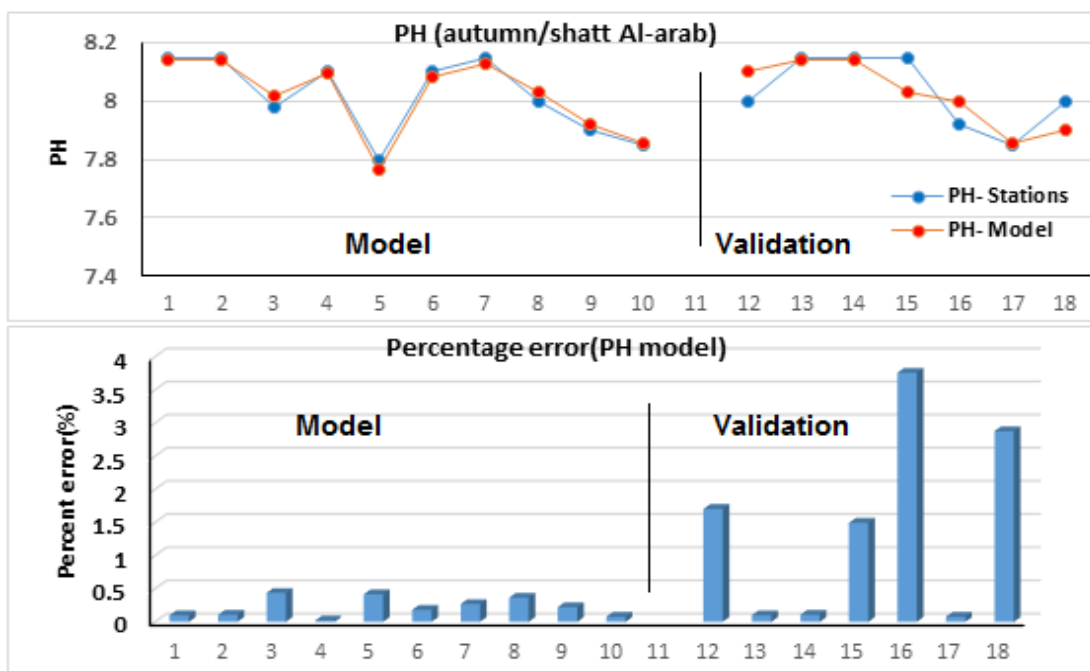 PH (autumn/shatt Al-arab)
8.2
8
7.8
7.6
7.4
PH
Model
Validation
PH- Stations
PH- Model
1 2 3 4 5 6 7 8 9 10 11 12 13 14 15 16 17 18
Percentage error(PH model)
4
3.5
3
2.5
2
1.5
1
0.5
0
Percent error(%)
Model
Validation
1 2 3 4 5 6 7 8 9 10 11 12 13 14 15 16 17 18